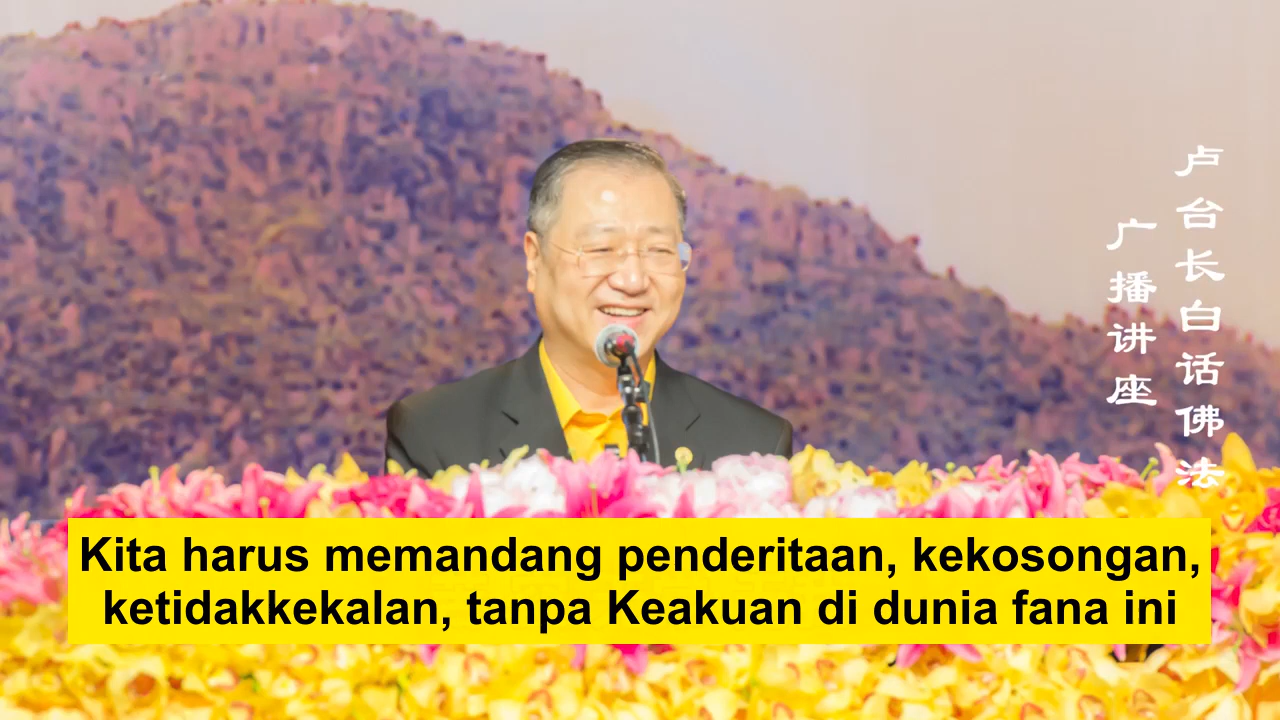 卢台长白话佛法
广播讲座
Kita harus memandang penderitaan, kekosongan,
ketidakkekalan, tanpa Keakuan di dunia fana ini